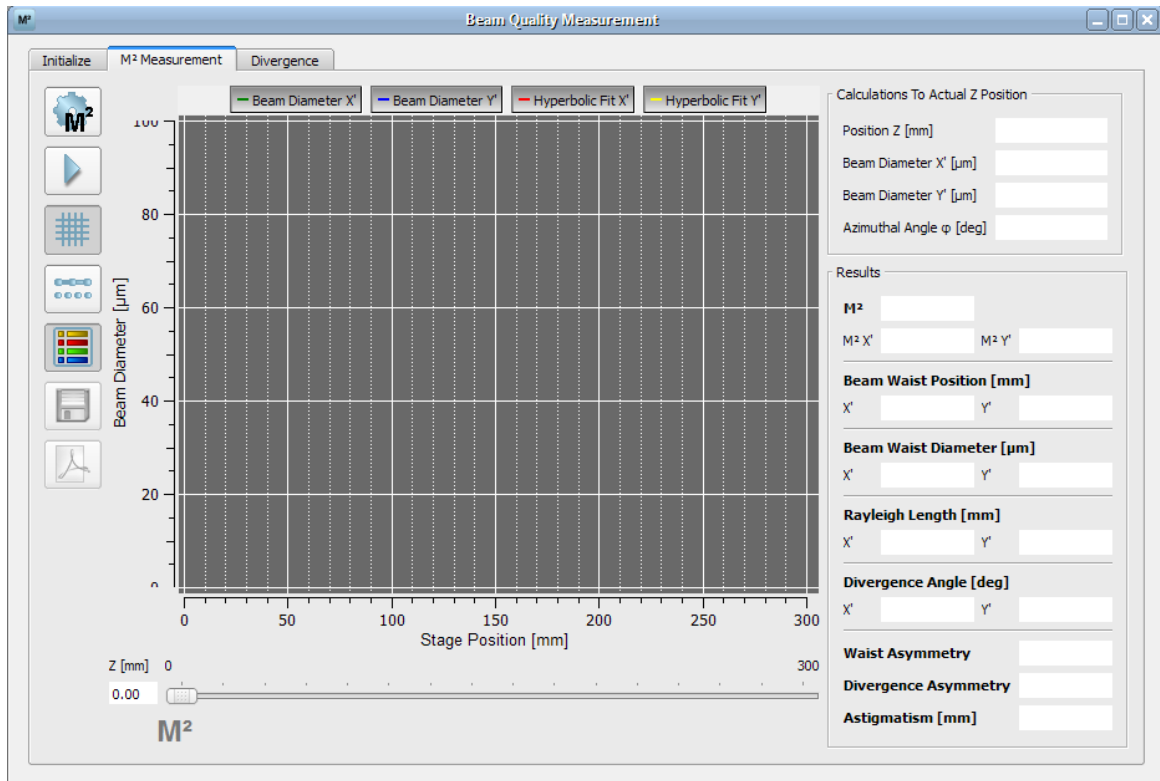 M²
Beam Quality Measurement
Initialize
M² Measurement
Divergence
M²
Beam Diameter X'
Beam Diameter Y'
Hyperbolic Fit X'
Hyperbolic Fit Y'
100
80
60
40
20
0
Beam Diameter [µm]
0 50 100 150 200 250 300
Stage Position [mm]
Z [mm] 0 300
0.00
M²
Calculations To Actual Z Position
Position Z [mm]
Beam Diameter X' [µm]
Beam Diameter Y' [µm]
Azimuthal Angle φ [deg]
Results
M²
M² X' M² Y'
Beam Waist Position [mm]
X' Y'
Beam Waist Diameter [µm]
X' Y'
Rayleigh Length [mm]
X' Y'
Divergence Angle [deg]
X' Y'
Waist Asymmetry
Divergence Asymmetry
Astigmatism [mm]